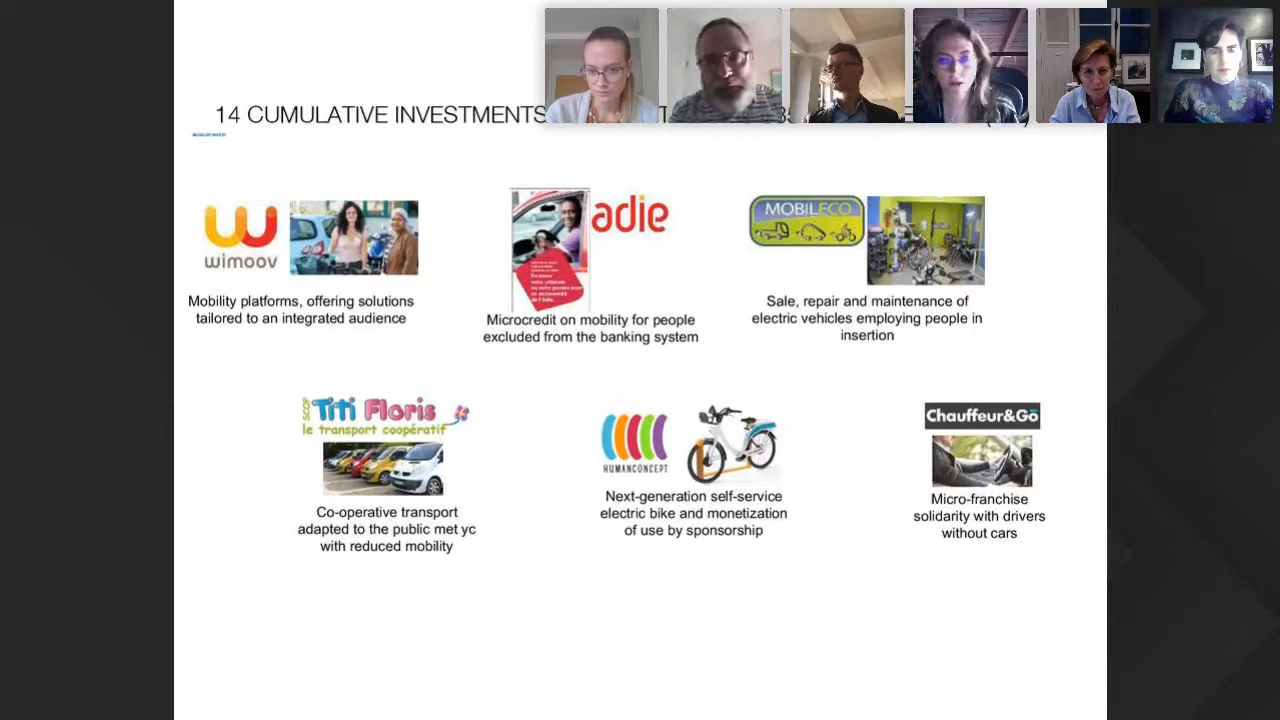 14 CUMULATIVE INVESTMENTS
wimoov
Mobility platforms, offering solutions
tailored to an integrated audience
adie
Microcredit on mobility for people
excluded from the banking system
MOBILECO
Sale, repair and maintenance of
electric vehicles employing people in
insertion
SCOP
Titi Floris
le transport coopératif
Co-operative transport
adapted to the public met yc
with reduced mobility
HUMANCONCEPT
Next-generation self-service
electric bike and monetization
of use by sponsorship
Chauffeur&Go
Micro-franchise
solidarity with drivers
without cars